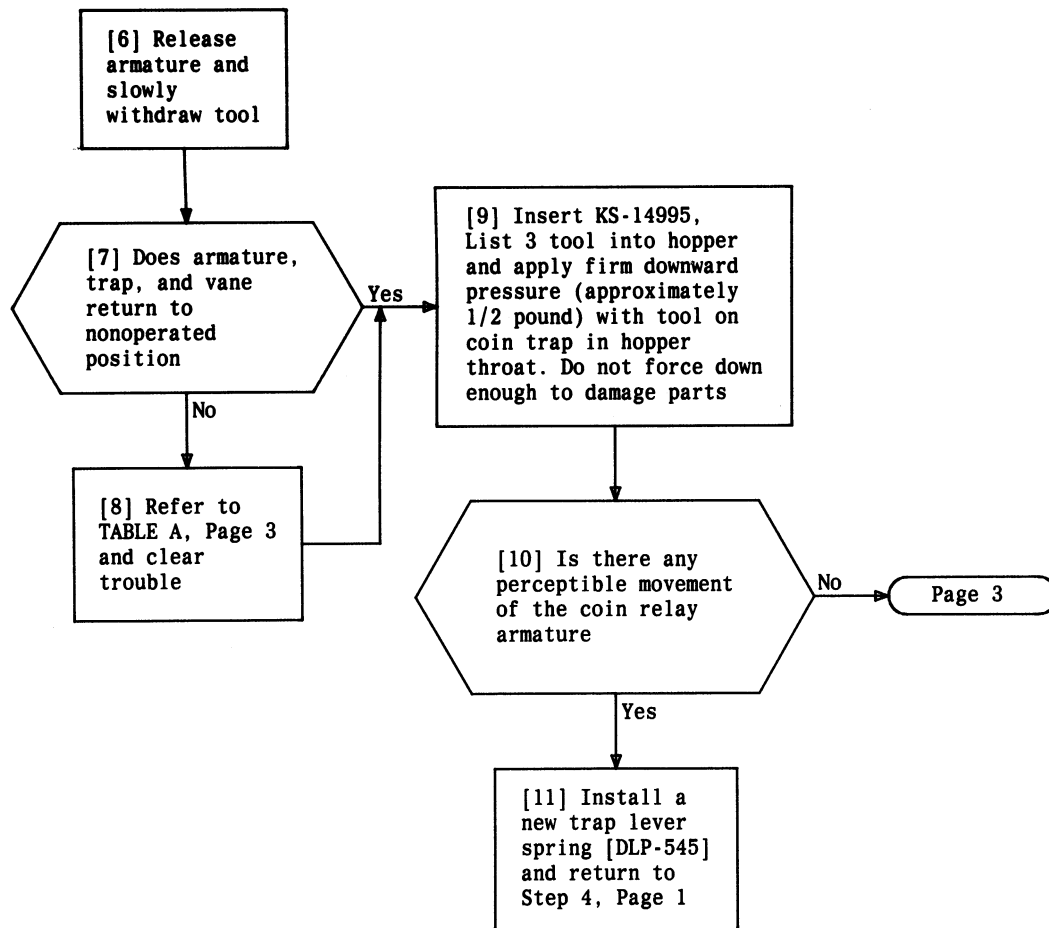 [6] Release
armature and
slowly
withdraw tool
[7] Does armature,
trap, and vane
return to
nonoperated
position
Yes
No
[8] Refer to
TABLE A, Page 3
and clear
trouble
[9] Insert KS-14995,
List 3 tool into hopper
and apply firm downward
pressure (approximately
1/2 pound) with tool on
coin trap in hopper
throat. Do not force down
enough to damage parts
[10] Is there any
perceptible movement
of the coin relay
armature
No
Page 3
Yes
[11] Install a
new trap lever
spring [DLP-545]
and return to
Step 4, Page 1